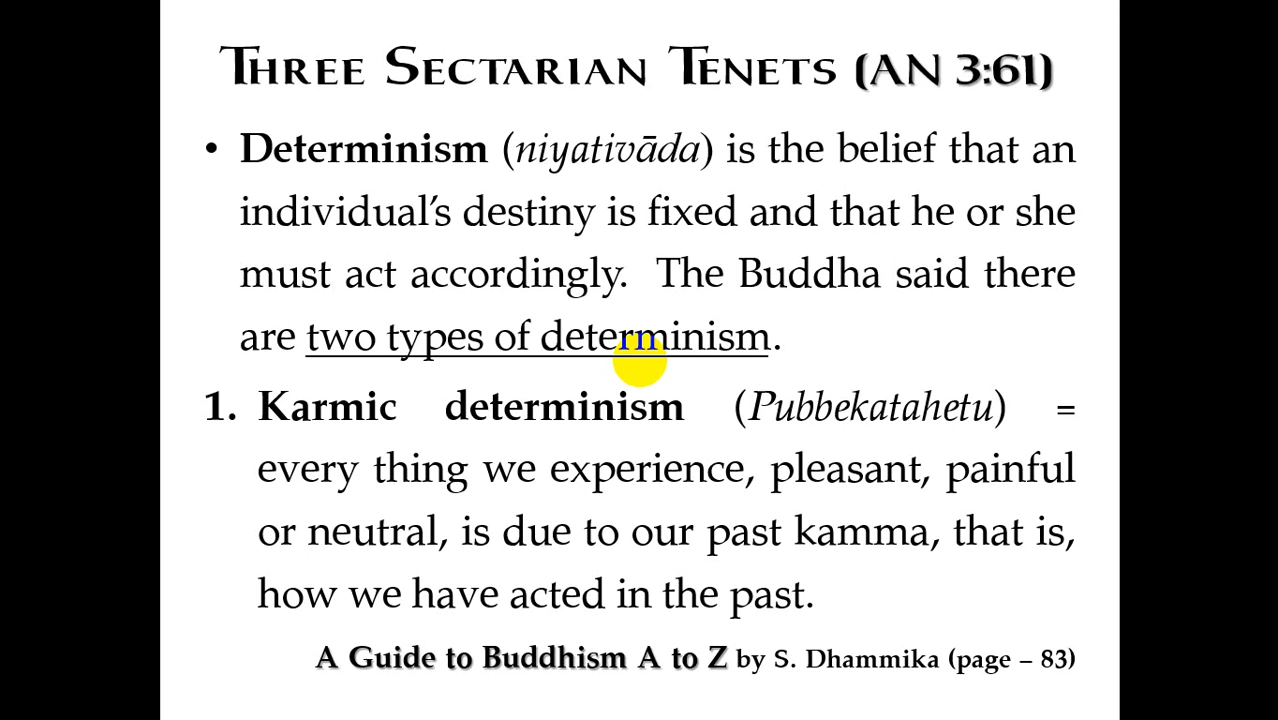 Three Sectarian Tenets (AN 3:61)
• Determinism (niyativāda) is the belief that an
individual's destiny is fixed and that he or she
must act accordingly. The Buddha said there
are two types of determinism.
1. Karmic determinism (Pubbekatahetu) =
every thing we experience, pleasant, painful
or neutral, is due to our past kamma, that is,
how we have acted in the past.
A Guide to Buddhism A to Z by S. Dhammika (page – 83)